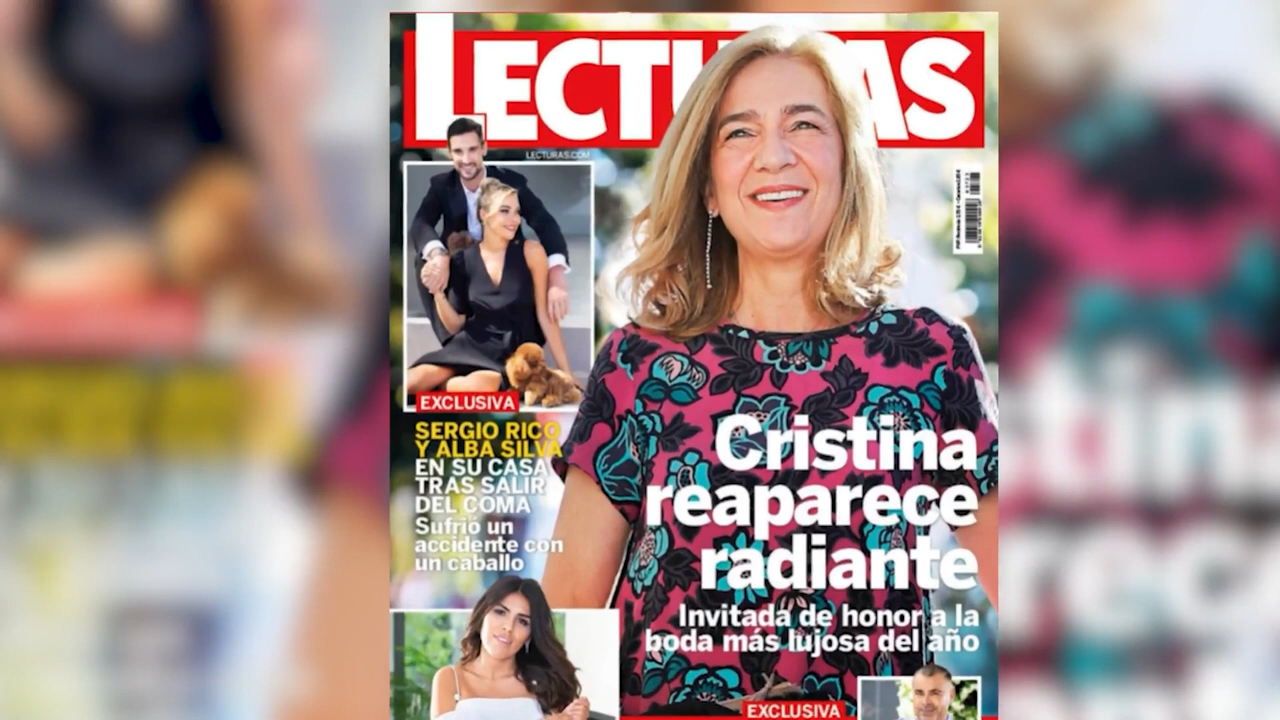 LECTURAS
LECTURAS.COM
EXCLUSIVA
SERGIO RICO
Y ALBA SILVA
EN SU CASA
TRAS SALIR
DEL COMA
Sufrió un
accidente con
un caballo
Cristina
reaparece
radiante
Invitada de honor a la
boda más lujosa del año
EXCLUSIVA